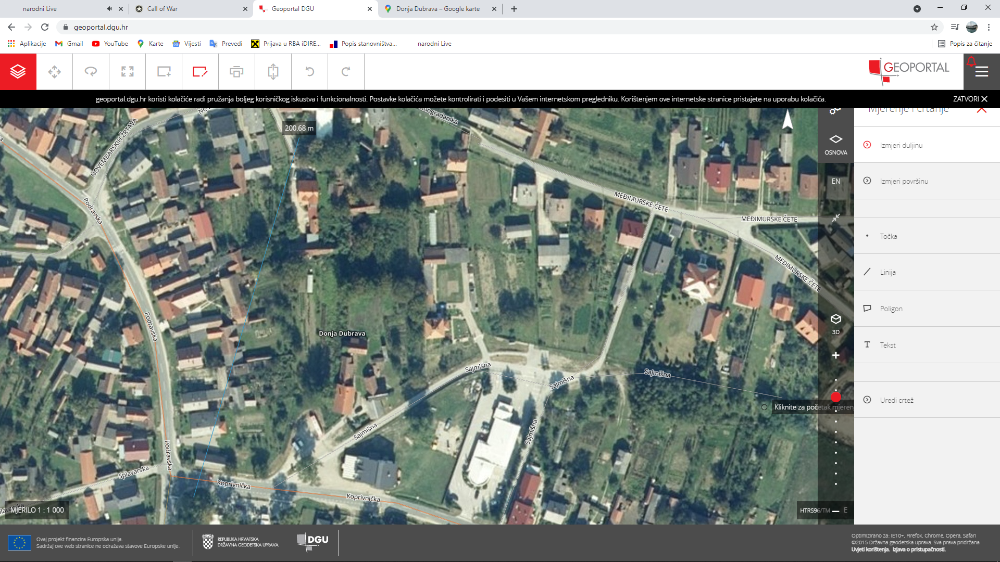 narodni Live
Call of War
Geoportal DGU
Donja Dubrava – Google karte
geoportal.dgu.hr
Aplikacije
Gmail
YouTube
Karte
Vijesti
Prevedi
Prijava u RBA iDIRE...
Popis stanovništva...
narodni Live
Popis za čitanje
GEOPORTAL
geoportal.dgu.hr koristi kolačiće radi pružanja boljeg korisničkog iskustva i funkcionalnosti. Postavke kolačića možete kontrolirati i podesiti u Vašem internetskom pregledniku. Korištenjem ove internetske stranice pristajete na uporabu kolačića.
ZATVORI
Mjerenje i crtanje
200.68 m
NOVEMBARSKIH ŽRTAVA
OSNOVA
Izmjeri duljinu
EN
Izmjeri površinu
MEĐIMURSKE ČETE
MEĐIMURSKE ČETE
MEĐIMURSKE ČETE
Podravska
Točka
Linija
Podravska
Poligon
Donja Dubrava
3D
Tekst
Sajmišna
Sajmišna
Sajmišna
Uredi crtež
Kliknite za početak mjeren
Sajmišna
Sajmišna
Podravska
Splavarska
Koprivnička
Koprivnička
MJERILO 1 : 1 000
HTRS96/TM
E
Ovaj projekt financira Europska unija.
Sadržaj ove web stranice ne odražava stavove Europske unije.
REPUBLIKA HRVATSKA
DRŽAVNA GEODETSKA UPRAVA
DGU
Optimizirano za: IE10+, Firefox, Chrome, Opera, Safari
©2015 Državna geodetska uprava. Sva prava pridržana
Uvjeti korištenja. Izjava o pristupačnosti.